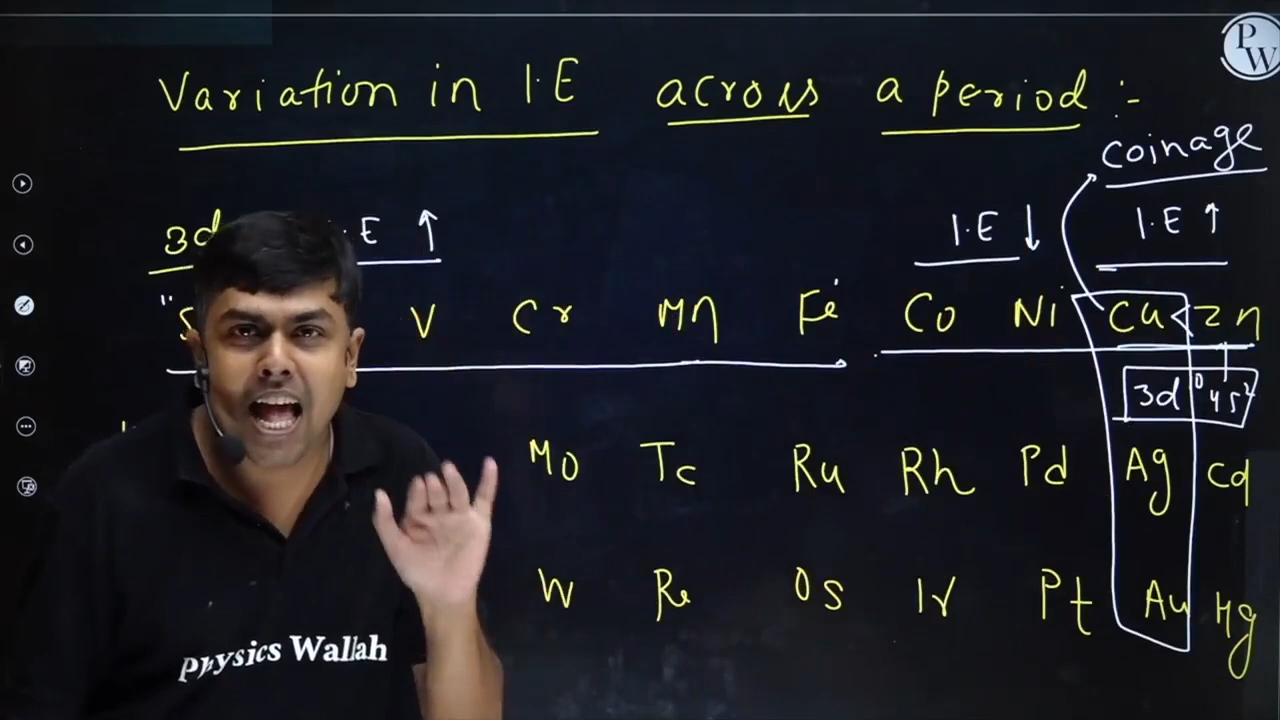 PW
Variation in I.E across a period :-
coinage
3d I.E ↑ I.E ↓ I.E ↑
"S V Cr Mn Fe Co Ni Cu < Zn
3d¹⁰ 4s²
Mo Tc Ru Rh Pd Ag Cd
W Re Os Ir Pt Au Hg
Physics Wallah